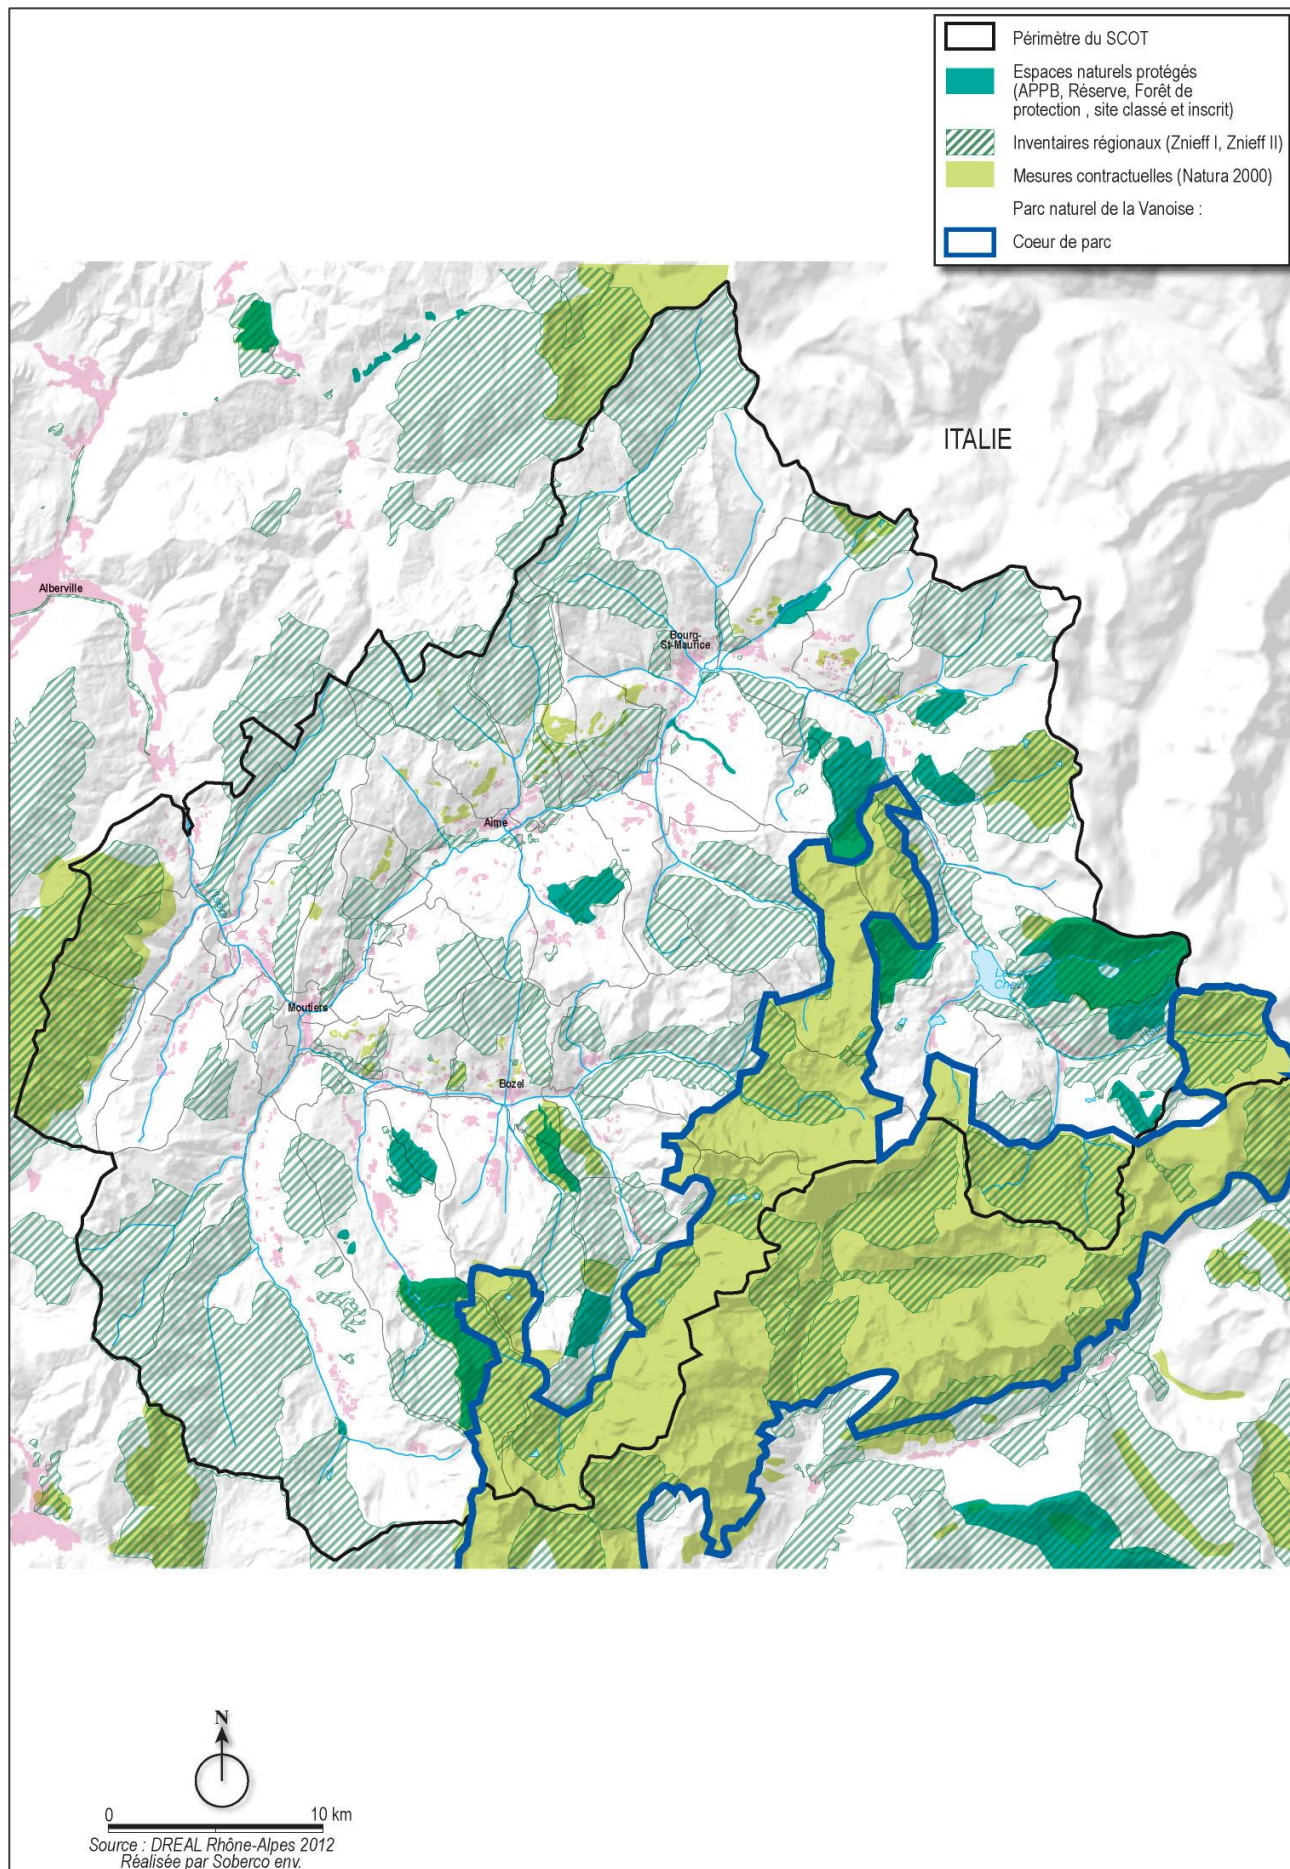 Périmètre du SCOT
Espaces naturels protégés
(APPB, Réserve, Forêt de
protection , site classé et inscrit)
Inventaires régionaux (Znieff I, Znieff II)
Mesures contractuelles (Natura 2000)
Parc naturel de la Vanoise :
Coeur de parc
ITALIE
Alberville
Bourg-
St-Maurice
Aime
Moutiers
Bozel
N
0 10 km
Source : DREAL Rhône-Alpes 2012
Réalisée par Soberco env.